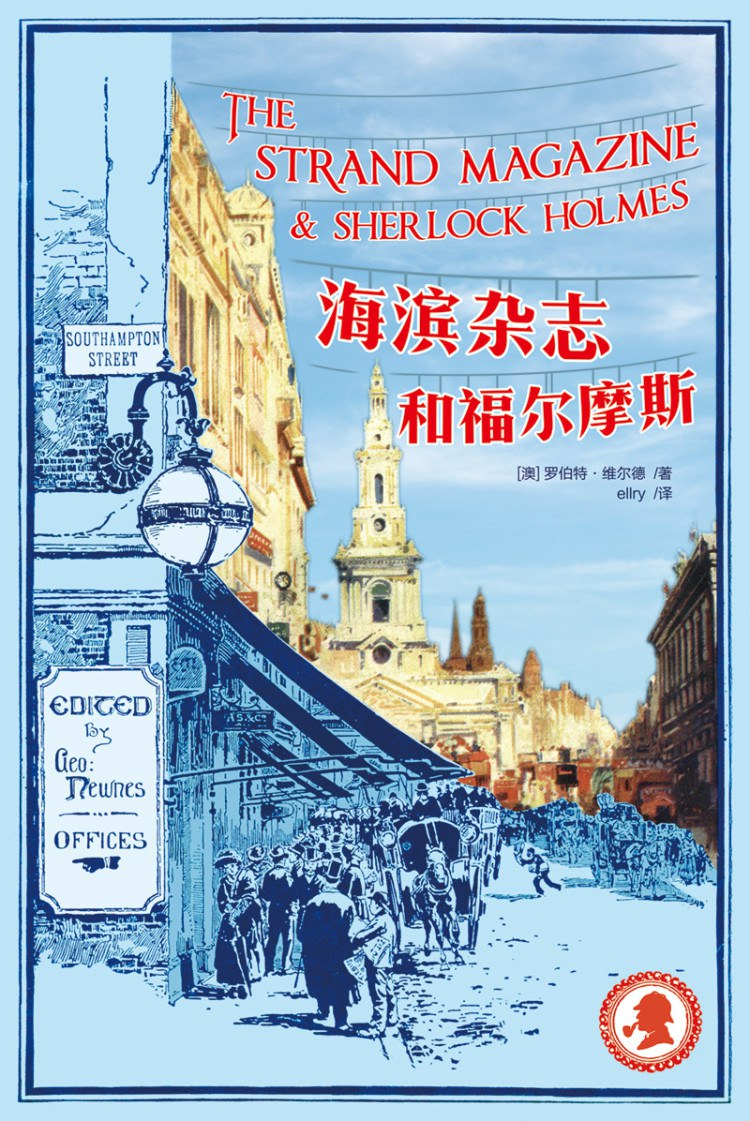 THE
STRAND MAGAZINE
& SHERLOCK HOLMES
海滨杂志
和福尔摩斯
[澳] 罗伯特·维尔德 /著
ellry /译
SOUTHAMPTON
STREET
EDITED
By
Geo:
Newnes
OFFICES